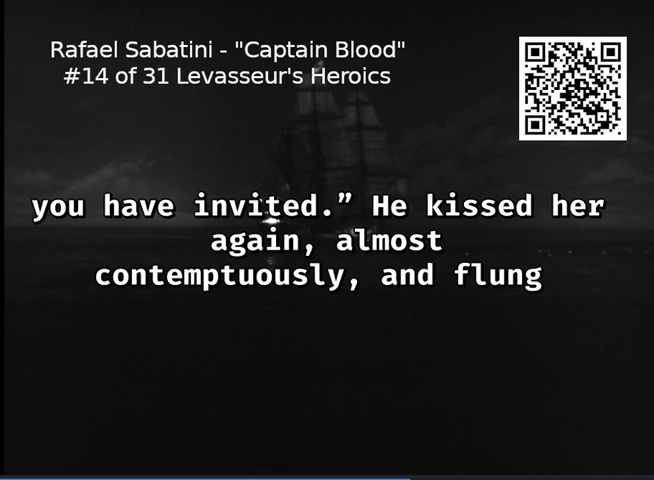 Rafael Sabatini - "Captain Blood"
#14 of 31 Levasseur's Heroics
you have invited.” He kissed her
again, almost
contemptuously, and flung